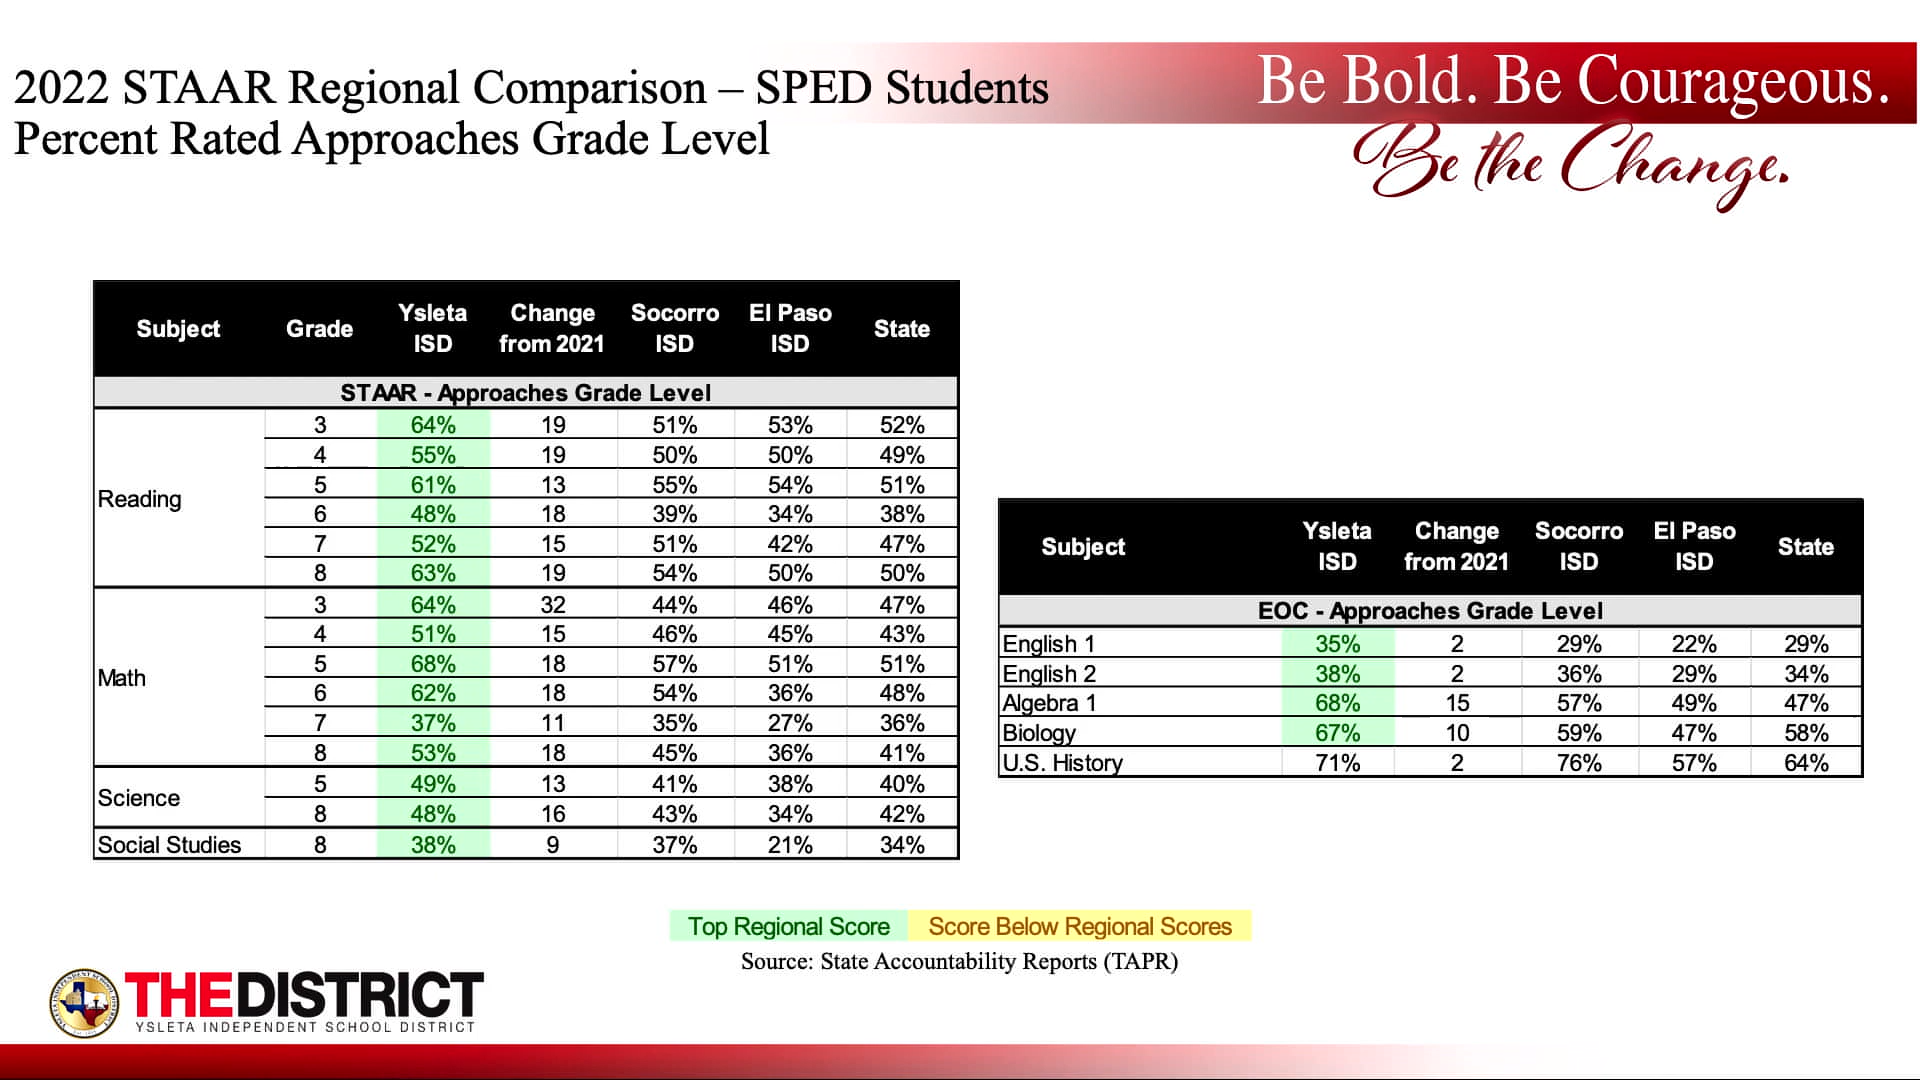 2022 STAAR Regional Comparison – SPED Students
Percent Rated Approaches Grade Level
Be Bold. Be Courageous.
Be the Change.
Subject Grade Ysleta ISD Change from 2021 Socorro ISD El Paso ISD State
STAAR - Approaches Grade Level
Reading
3 64% 19 51% 53% 52%
4 55% 19 50% 50% 49%
5 61% 13 55% 54% 51%
6 48% 18 39% 34% 38%
7 52% 15 51% 42% 47%
8 63% 19 54% 50% 50%
Math
3 64% 32 44% 46% 47%
4 51% 15 46% 45% 43%
5 68% 18 57% 51% 51%
6 62% 18 54% 36% 48%
7 37% 11 35% 27% 36%
8 53% 18 45% 36% 41%
Science
5 49% 13 41% 38% 40%
8 48% 16 43% 34% 42%
Social Studies 8 38% 9 37% 21% 34%
Subject Ysleta ISD Change from 2021 Socorro ISD El Paso ISD State
EOC - Approaches Grade Level
English 1 35% 2 29% 22% 29%
English 2 38% 2 36% 29% 34%
Algebra 1 68% 15 57% 49% 47%
Biology 67% 10 59% 47% 58%
U.S. History 71% 2 76% 57% 64%
Top Regional Score Score Below Regional Scores
Source: State Accountability Reports (TAPR)
THEDISTRICT
YSLETA INDEPENDENT SCHOOL DISTRICT